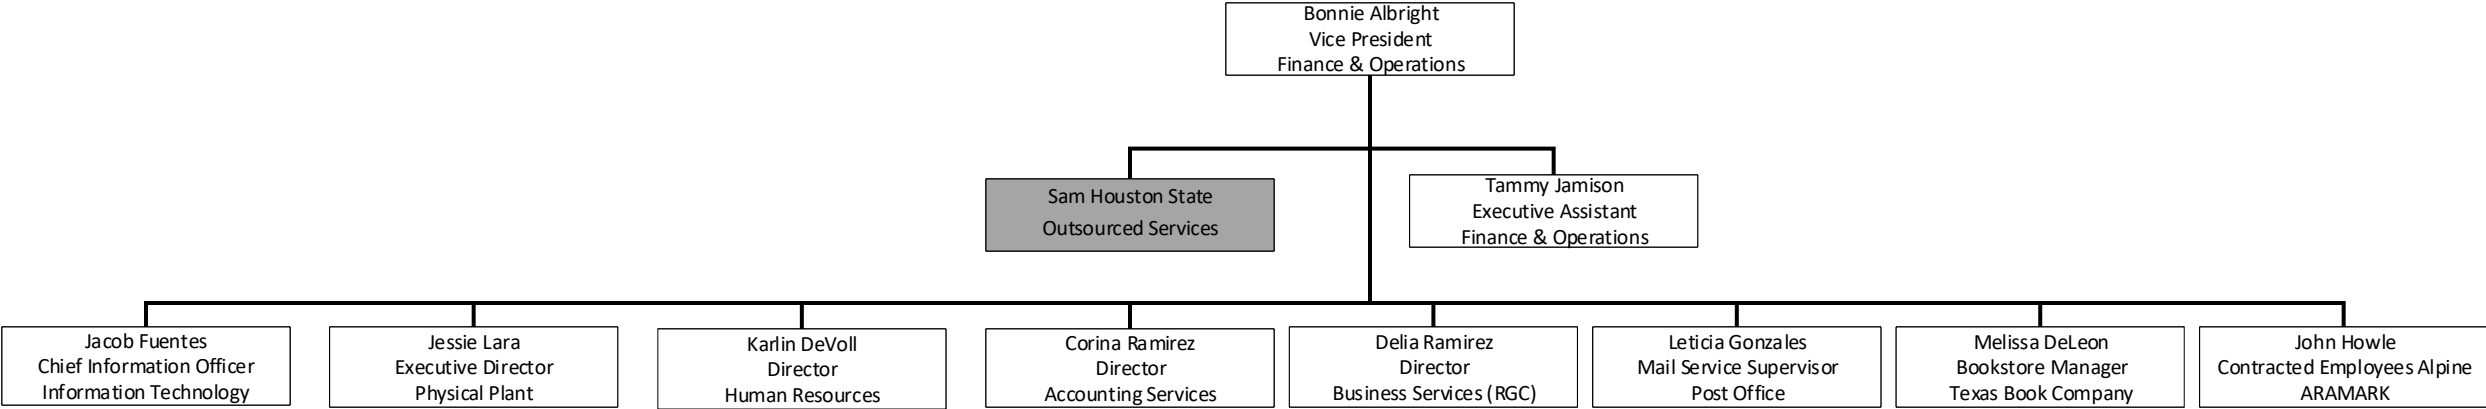 Bonnie Albright
Vice President
Finance & Operations
Sam Houston State
Outsourced Services
Tammy Jamison
Executive Assistant
Finance & Operations
Jacob Fuentes
Chief Information Officer
Information Technology
Jessie Lara
Executive Director
Physical Plant
Karlin DeVoll
Director
Human Resources
Corina Ramirez
Director
Accounting Services
Delia Ramirez
Director
Business Services (RGC)
Leticia Gonzales
Mail Service Supervisor
Post Office
Melissa DeLeon
Bookstore Manager
Texas Book Company
John Howle
Contracted Employees Alpine
ARAMARK